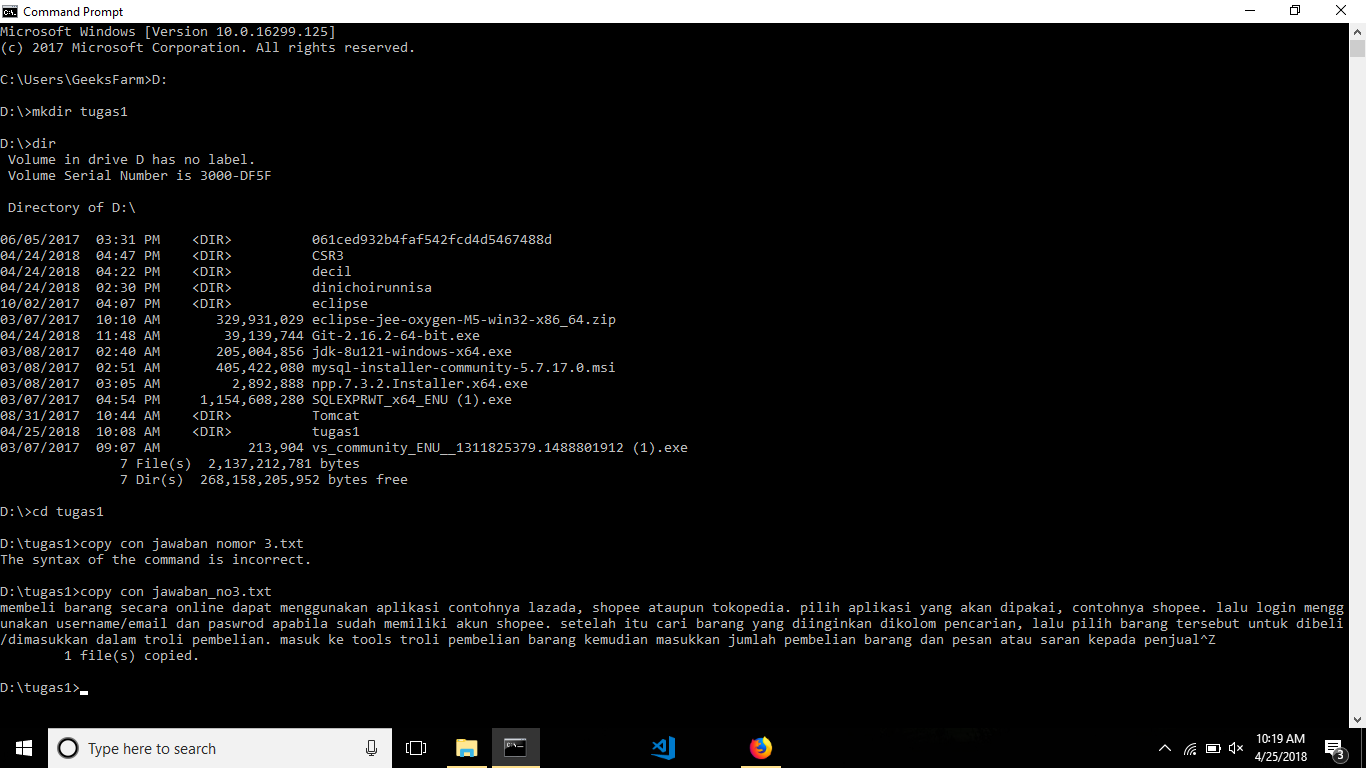 Command Prompt
Microsoft Windows [Version 10.0.16299.125]
(c) 2017 Microsoft Corporation. All rights reserved.
C:\Users\GeeksFarm>D:
D:\>mkdir tugas1
D:\>dir
 Volume in drive D has no label.
 Volume Serial Number is 3000-DF5F
 Directory of D:\
06/05/2017  03:31 PM    <DIR>          061ced932b4faf542fcd4d5467488d
04/24/2018  04:47 PM    <DIR>          CSR3
04/24/2018  04:22 PM    <DIR>          decil
04/24/2018  02:30 PM    <DIR>          dinichoirunnisa
10/02/2017  04:07 PM    <DIR>          eclipse
03/07/2017  10:10 AM       329,931,029 eclipse-jee-oxygen-M5-win32-x86_64.zip
04/24/2018  11:48 AM        39,139,744 Git-2.16.2-64-bit.exe
03/08/2017  02:40 AM       205,004,856 jdk-8u121-windows-x64.exe
03/08/2017  02:51 AM       405,422,080 mysql-installer-community-5.7.17.0.msi
03/08/2017  03:05 AM         2,892,888 npp.7.3.2.Installer.x64.exe
03/07/2017  04:54 PM     1,154,608,280 SQLEXPRWT_x64_ENU (1).exe
08/31/2017  10:44 AM    <DIR>          Tomcat
04/25/2018  10:08 AM    <DIR>          tugas1
03/07/2017  09:07 AM           213,904 vs_community_ENU__1311825379.1488801912 (1).exe
               7 File(s)  2,137,212,781 bytes
               7 Dir(s)  268,158,205,952 bytes free
D:\>cd tugas1
D:\tugas1>copy con jawaban nomor 3.txt
The syntax of the command is incorrect.
D:\tugas1>copy con jawaban_no3.txt
membeli barang secara online dapat menggunakan aplikasi contohnya lazada, shopee ataupun tokopedia. pilih aplikasi yang akan dipakai, contohnya shopee. lalu login mengg
unakan username/email dan paswrod apabila sudah memiliki akun shopee. setelah itu cari barang yang diinginkan dikolom pencarian, lalu pilih barang tersebut untuk dibeli
/dimasukkan dalam troli pembelian. masuk ke tools troli pembelian barang kemudian masukkan jumlah pembelian barang dan pesan atau saran kepada penjual^Z
        1 file(s) copied.
D:\tugas1>
Type here to search
10:19 AM
4/25/2018
3